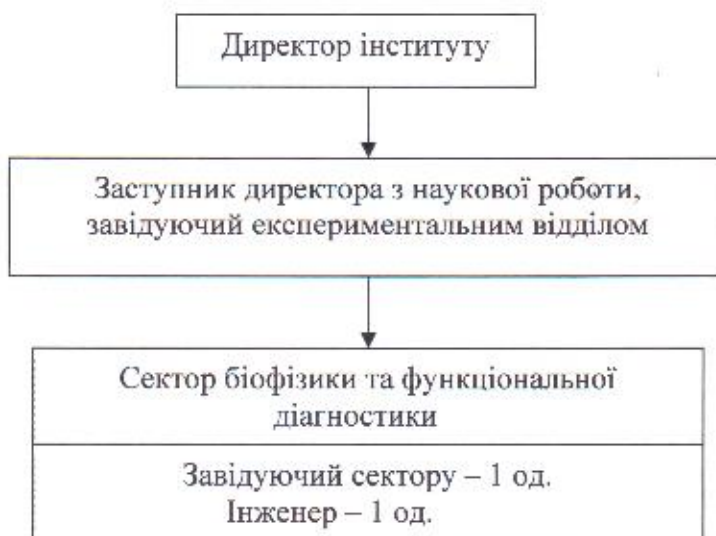 Директор інституту
Заступник директора з наукової роботи,
завідуючий експериментальним відділом
Сектор біофізики та функціональної
діагностики
Завідуючий сектору – 1 од.
Інженер – 1 од.